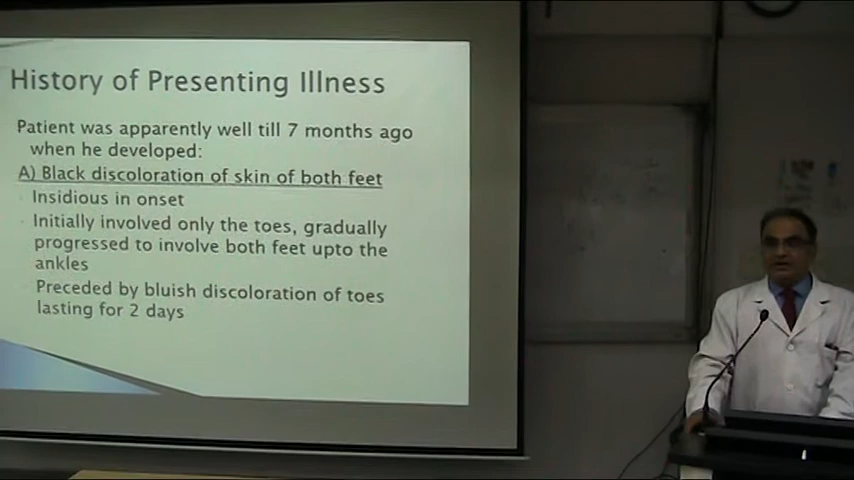 History of Presenting Illness
Patient was apparently well till 7 months ago
when he developed:
A) Black discoloration of skin of both feet
Insidious in onset
Initially involved only the toes, gradually
progressed to involve both feet upto the
ankles
Preceded by bluish discoloration of toes
lasting for 2 days